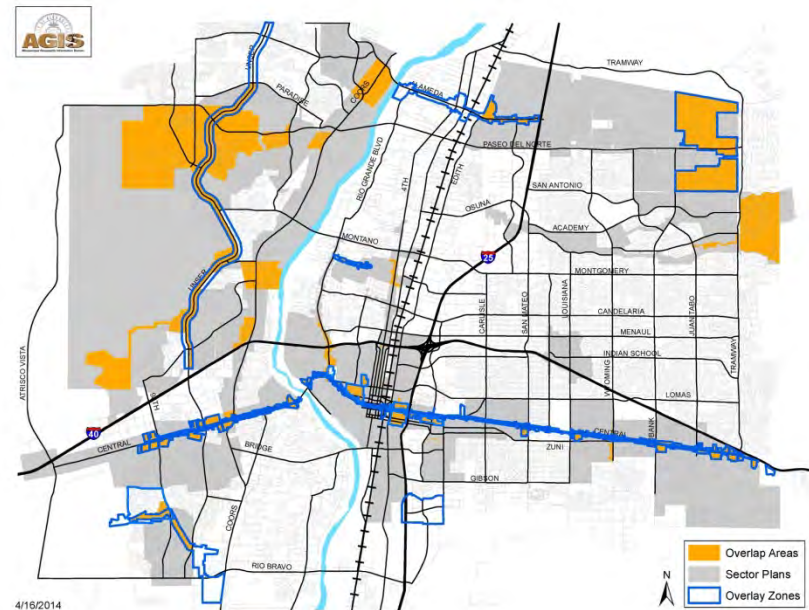 AGIS
UNSER
TRAMWAY
PARADISE
COORS
ALAMEDA
PASEO DEL NORTE
RIO GRANDE BLVD
4TH
EDITH
SAN ANTONIO
OSUNA
ACADEMY
MONTANO
25
MONTGOMERY
UNSER
CARLISLE
SAN MATEO
LOUISIANA
CANDELARIA
JUAN TABO
MENAUL
TRAMWAY
INDIAN SCHOOL
ATRISCO VISTA
WYOMING
LOMAS
98TH
40
CENTRAL
CENTRAL
BRIDGE
ZUNI
EUBANK
GIBSON
COORS
RIO BRAVO
N
Overlap Areas
Sector Plans
Overlay Zones
4/16/2014